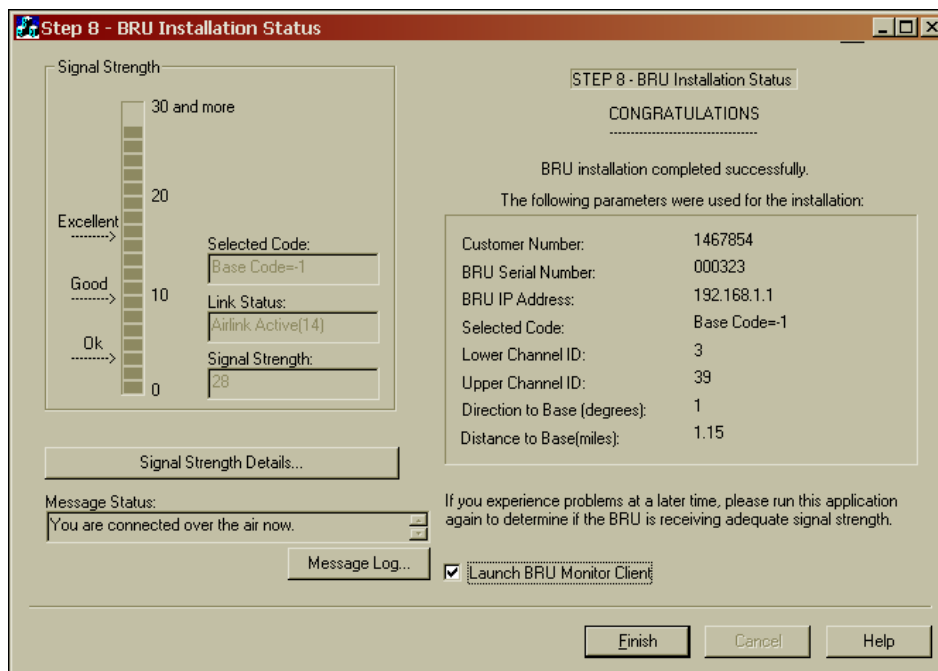 Step 8 - BRU Installation Status
Signal Strength
30 and more
20
Excellent
-------->
Good
-------->
10
Ok
-------->
0
Selected Code:
Base Code=-1
Link Status:
Airlink Active(14)
Signal Strength:
28
Signal Strength Details...
Message Status:
You are connected over the air now.
Message Log...
STEP 8 - BRU Installation Status
CONGRATULATIONS
------------------------------------
BRU installation completed successfully.
The following parameters were used for the installation:
Customer Number: 1467854
BRU Serial Number: 000323
BRU IP Address: 192.168.1.1
Selected Code: Base Code=-1
Lower Channel ID: 3
Upper Channel ID: 39
Direction to Base (degrees): 1
Distance to Base(miles): 1.15
If you experience problems at a later time, please run this application
again to determine if the BRU is receiving adequate signal strength.
Launch BRU Monitor Client
Finish
Cancel
Help